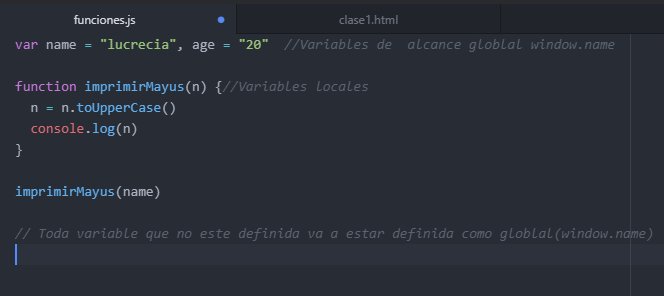 funciones.js
clase1.html
var name = "lucrecia", age = "20"  //Variables de  alcance globlal window.name
function imprimirMayus(n) {//Variables locales
  n = n.toUpperCase()
  console.log(n)
}
imprimirMayus(name)
// Toda variable que no este definida va a estar definida como globlal(window.name)